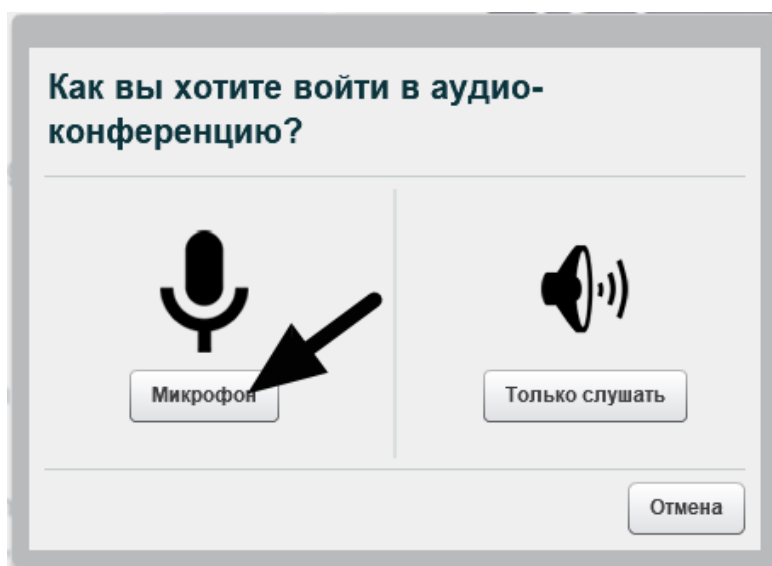 Как вы хотите войти в аудио-
конференцию?
Микрофон
Только слушать
Отмена